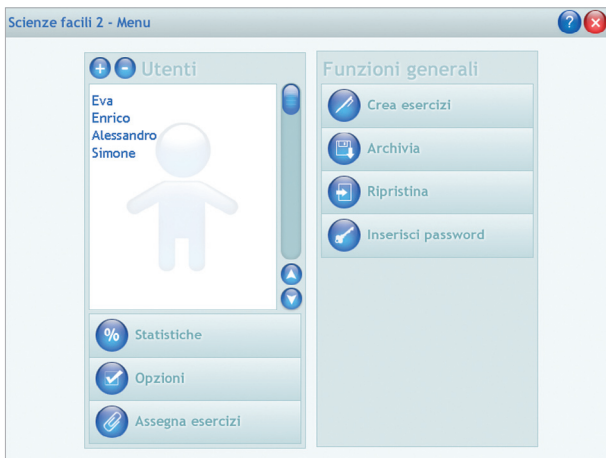 Scienze facili 2 - Menu
?
Utenti
Eva
Enrico
Alessandro
Simone
%
Statistiche
Opzioni
Assegna esercizi
Funzioni generali
Crea esercizi
Archivia
Ripristina
Inserisci password